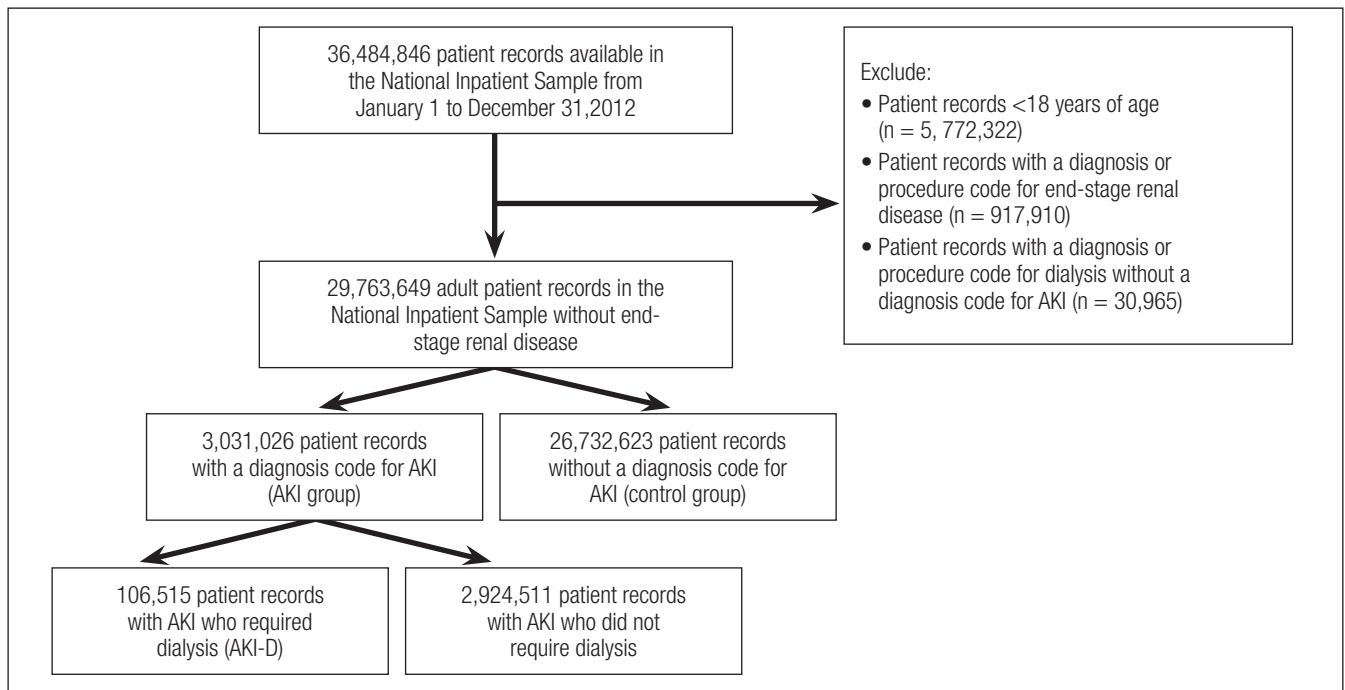 36,484,846 patient records available in
the National Inpatient Sample from
January 1 to December 31,2012
Exclude:
• Patient records <18 years of age
(n = 5, 772,322)
• Patient records with a diagnosis or
procedure code for end-stage renal
disease (n = 917,910)
• Patient records with a diagnosis or
procedure code for dialysis without a
diagnosis code for AKI (n = 30,965)
29,763,649 adult patient records in the
National Inpatient Sample without end-
stage renal disease
3,031,026 patient records
with a diagnosis code for AKI
(AKI group)
26,732,623 patient records
without a diagnosis code for
AKI (control group)
106,515 patient records
with AKI who required
dialysis (AKI-D)
2,924,511 patient records
with AKI who did not
require dialysis